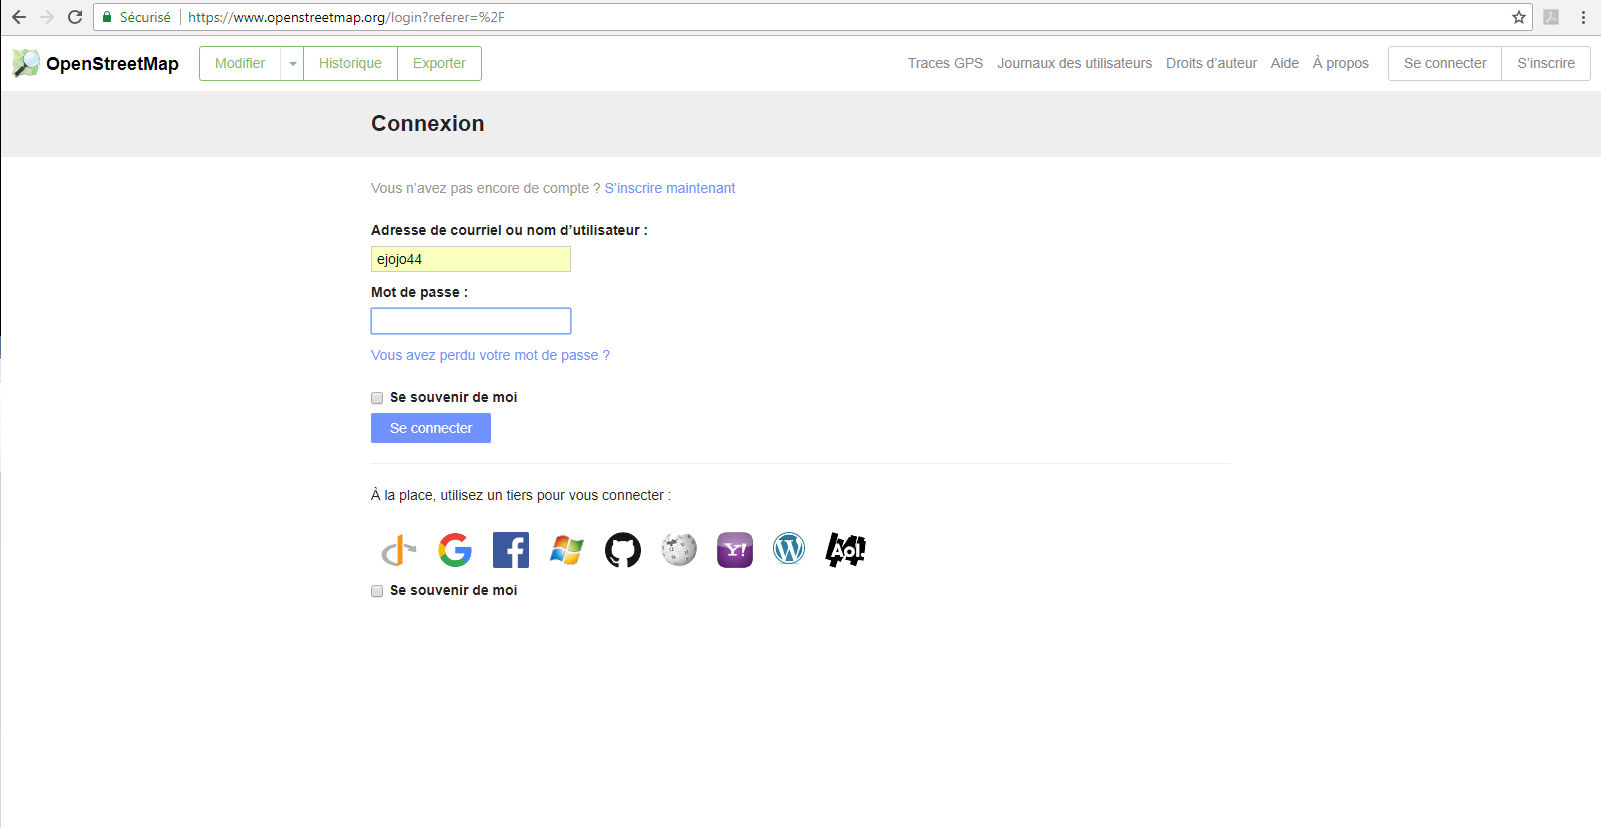 Sécurisé https://www.openstreetmap.org/login?referer=%2F
OpenStreetMap Modifier Historique Exporter Traces GPS Journaux des utilisateurs Droits d’auteur Aide À propos Se connecter S’inscrire
Connexion
Vous n’avez pas encore de compte ? S’inscrire maintenant
Adresse de courriel ou nom d’utilisateur :
ejojo44
Mot de passe :
Vous avez perdu votre mot de passe ?
Se souvenir de moi
Se connecter
À la place, utilisez un tiers pour vous connecter :
Y! Aol.
Se souvenir de moi